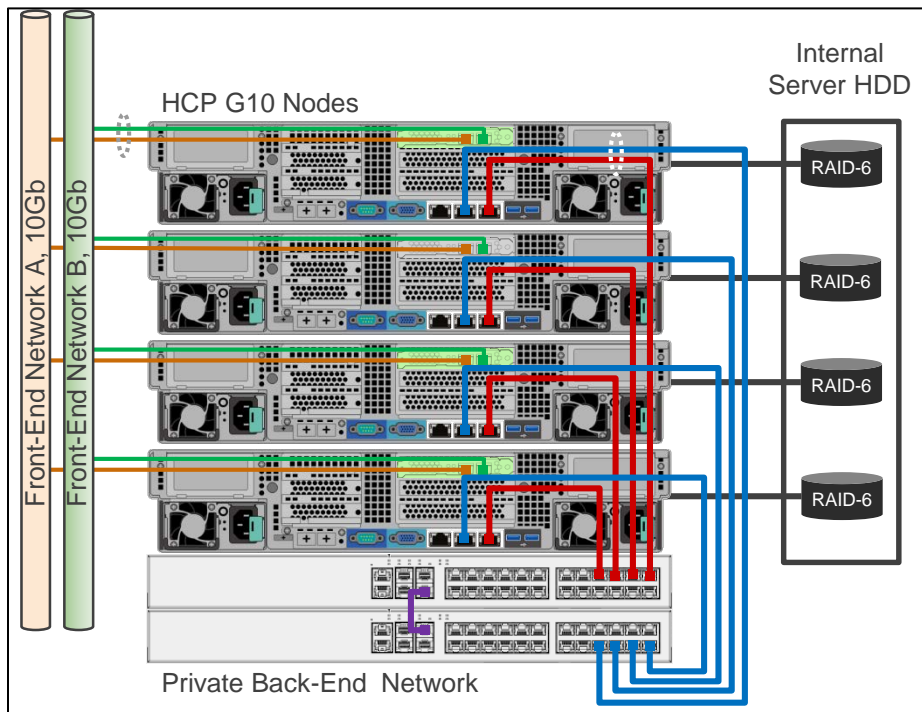 Front-End Network A, 10Gb
Front-End Network B, 10Gb
HCP G10 Nodes
Internal
Server HDD
RAID-6
RAID-6
RAID-6
RAID-6
Private Back-End Network